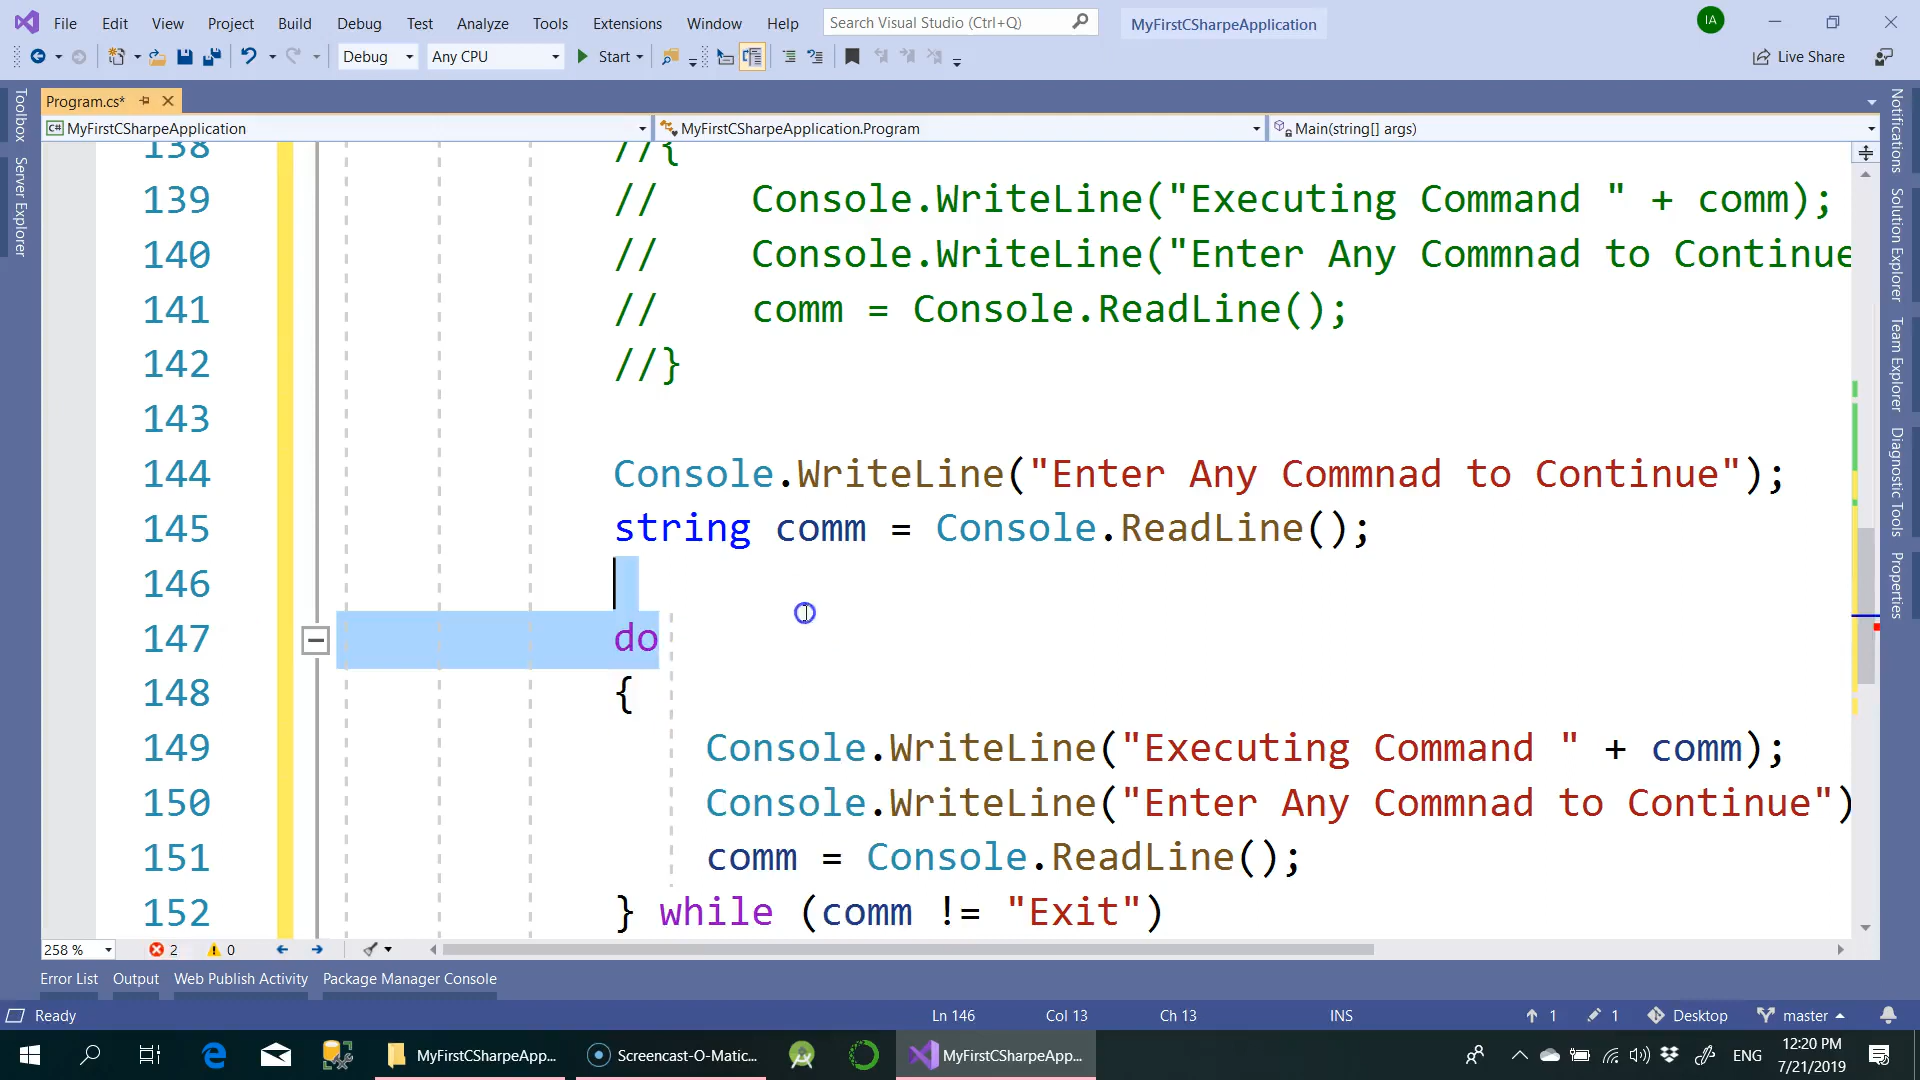 File Edit View Project Build Debug Test Analyze Tools Extensions Window Help Search Visual Studio (Ctrl+Q) MyFirstCSharpeApplication IA
Debug Any CPU Start Live Share
Program.cs*
C# MyFirstCSharpeApplication MyFirstCSharpeApplication.Program Main(string[] args)
Toolbox
Server Explorer
Notifications
Solution Explorer
Team Explorer
Diagnostic Tools
Properties
138 //{
139 // Console.WriteLine("Executing Command " + comm);
140 // Console.WriteLine("Enter Any Commnad to Continue
141 // comm = Console.ReadLine();
142 //}
143
144 Console.WriteLine("Enter Any Commnad to Continue");
145 string comm = Console.ReadLine();
146
147 do
148 {
149 Console.WriteLine("Executing Command " + comm);
150 Console.WriteLine("Enter Any Commnad to Continue")
151 comm = Console.ReadLine();
152 } while (comm != "Exit")
258 % 2 0
Error List Output Web Publish Activity Package Manager Console
Ready Ln 146 Col 13 Ch 13 INS 1 1 Desktop master
MyFirstCSharpeApp... Screencast-O-Matic... MyFirstCSharpeApp... ENG 12:20 PM
7/21/2019